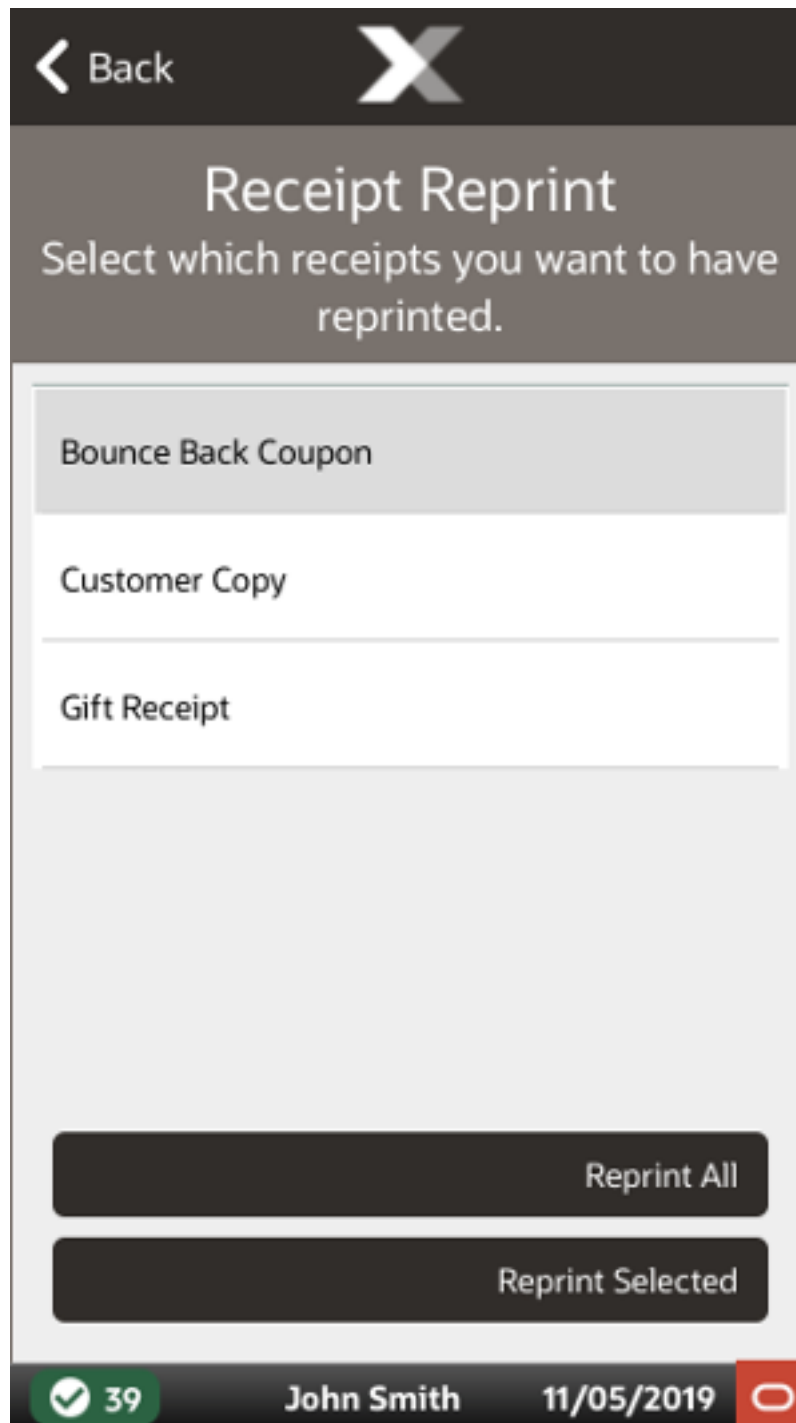 Back
Receipt Reprint
Select which receipts you want to have
reprinted.
Bounce Back Coupon
Customer Copy
Gift Receipt
Reprint All
Reprint Selected
39 John Smith 11/05/2019